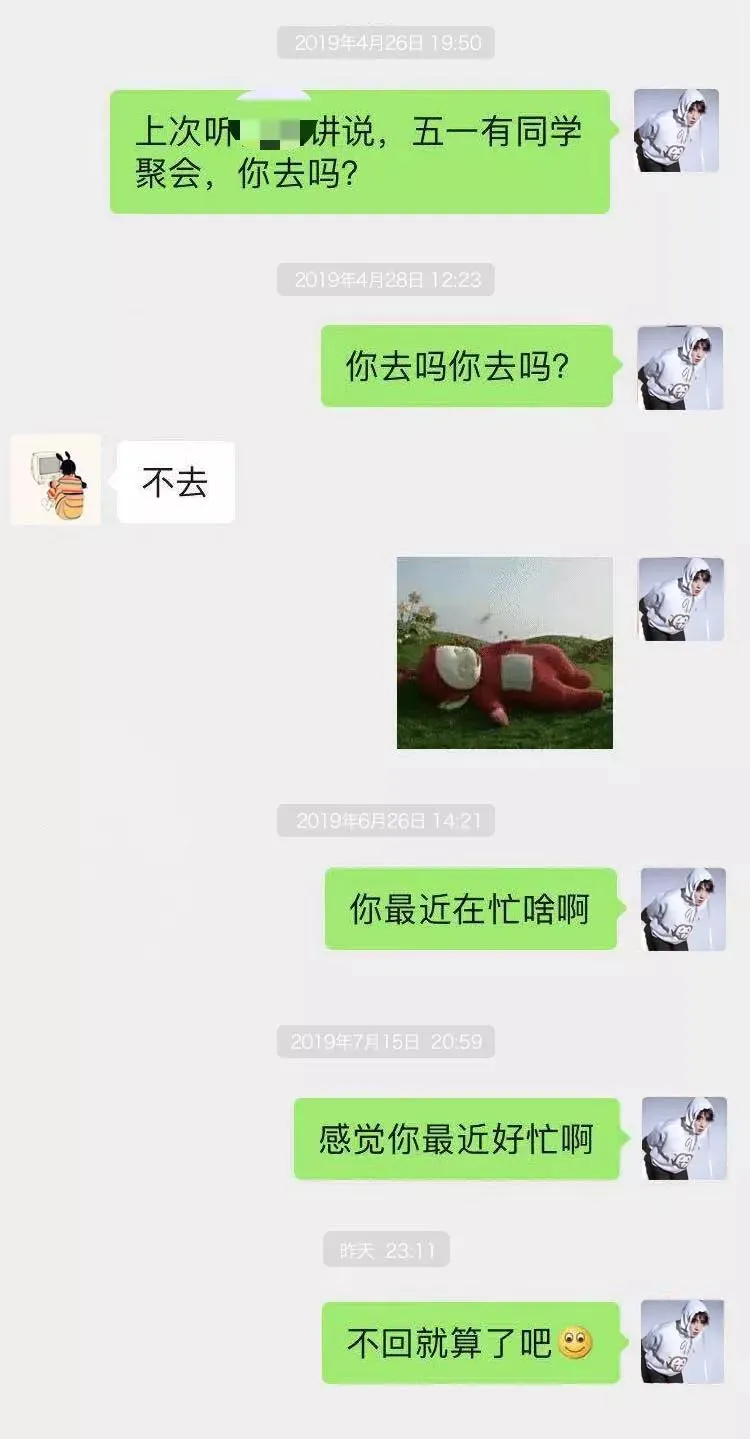 2019年4月26日 19:50
上次听讲说，五一有同学
聚会，你去吗？
2019年4月28日 12:23
你去吗你去吗？
不去
2019年6月26日 14:21
你最近在忙啥啊
2019年7月15日 20:59
感觉你最近好忙啊
昨天 23:11
不回就算了吧